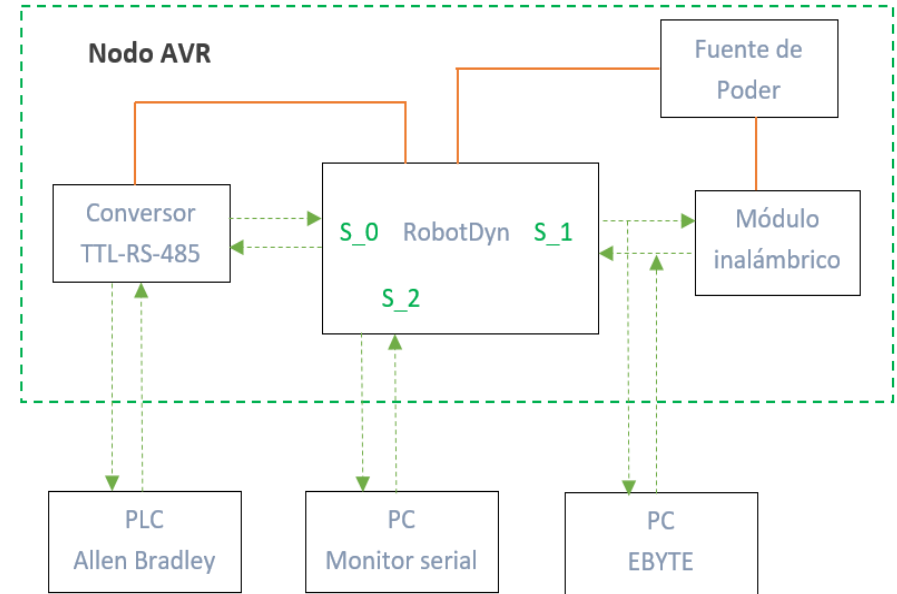 Nodo AVR
Fuente de
Poder
Conversor
TTL-RS-485
S_0 RobotDyn S_1
S_2
Módulo
inalámbrico
PLC
Allen Bradley
PC
Monitor serial
PC
EBYTE